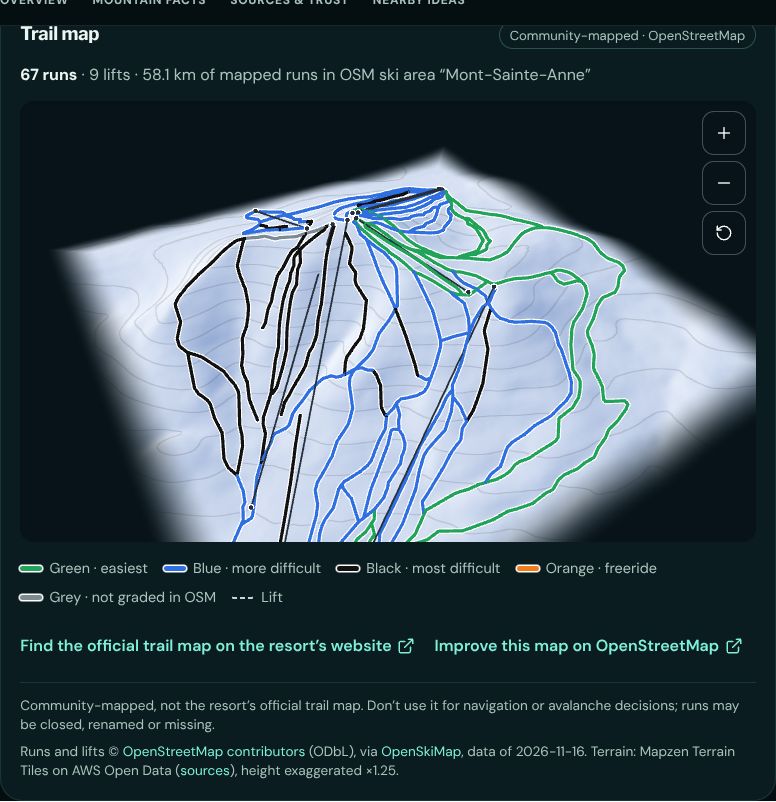 OVERVIEW MOUNTAIN FACTS SOURCES & TRUST NEARBY IDEAS
Trail map
Community-mapped · OpenStreetMap
67 runs · 9 lifts · 58.1 km of mapped runs in OSM ski area “Mont-Sainte-Anne”
+
−
Green · easiest Blue · more difficult Black · most difficult Orange · freeride
Grey · not graded in OSM Lift
Find the official trail map on the resort’s website Improve this map on OpenStreetMap
Community-mapped, not the resort’s official trail map. Don’t use it for navigation or avalanche decisions; runs may
be closed, renamed or missing.
Runs and lifts © OpenStreetMap contributors (ODbL), via OpenSkiMap, data of 2026-11-16. Terrain: Mapzen Terrain
Tiles on AWS Open Data (sources), height exaggerated ×1.25.